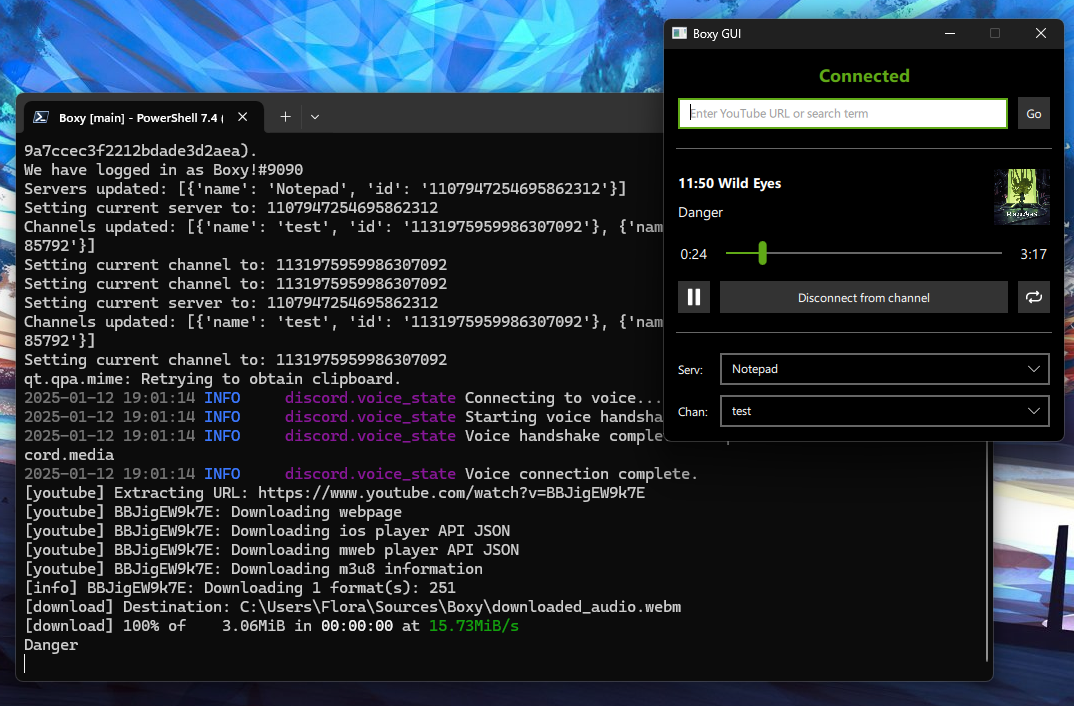 Boxy [main] - PowerShell 7.4 (
9a7ccec3f2212bdade3d2aea).
We have logged in as Boxy!#9090
Servers updated: [{'name': 'Notepad', 'id': '1107947254695862312'}]
Setting current server to: 1107947254695862312
Channels updated: [{'name': 'test', 'id': '1131975959986307092'}, {'nam
85792'}]
Setting current channel to: 1131975959986307092
Setting current channel to: 1131975959986307092
Setting current server to: 1107947254695862312
Channels updated: [{'name': 'test', 'id': '1131975959986307092'}, {'nam
85792'}]
Setting current channel to: 1131975959986307092
qt.qpa.mime: Retrying to obtain clipboard.
2025-01-12 19:01:14 INFO discord.voice_state Connecting to voice...
2025-01-12 19:01:14 INFO discord.voice_state Starting voice handsha
2025-01-12 19:01:14 INFO discord.voice_state Voice handshake comple
cord.media
2025-01-12 19:01:14 INFO discord.voice_state Voice connection complete.
[youtube] Extracting URL: https://www.youtube.com/watch?v=BBJigEW9k7E
[youtube] BBJigEW9k7E: Downloading webpage
[youtube] BBJigEW9k7E: Downloading ios player API JSON
[youtube] BBJigEW9k7E: Downloading mweb player API JSON
[youtube] BBJigEW9k7E: Downloading m3u8 information
[info] BBJigEW9k7E: Downloading 1 format(s): 251
[download] Destination: C:\Users\Flora\Sources\Boxy\downloaded_audio.webm
[download] 100% of 3.06MiB in 00:00:00 at 15.73MiB/s
Danger
Boxy GUI
Connected
Enter YouTube URL or search term
Go
11:50 Wild Eyes
Danger
0:24
3:17
Disconnect from channel
Serv:
Notepad
Chan:
test